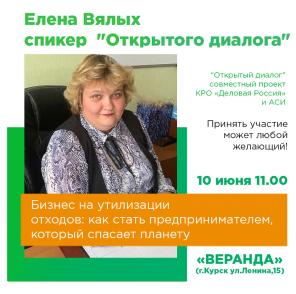 Елена Вялых
спикер "Открытого диалога"
"Открытый диалог"
совместный проект
КРО «Деловая Россия»
и АСИ
Принять участие
может любой
желающий!
10 июня 11.00
Бизнес на утилизации
отходов: как стать предпринимателем,
который спасает планету
«ВЕРАНДА»
(г.Курск ул.Ленина,15)